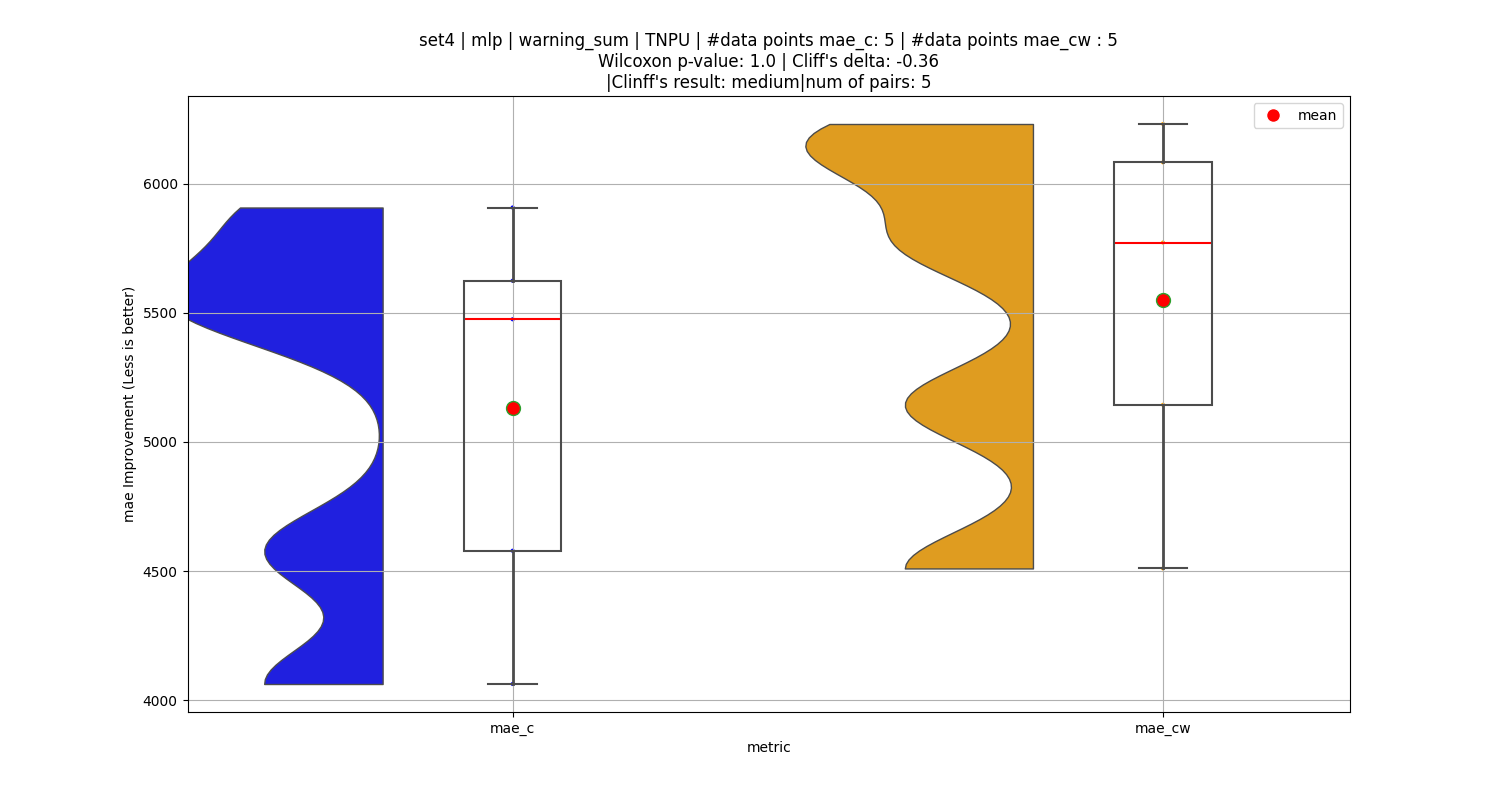 set4 | mlp | warning_sum | TNPU | #data points mae_c: 5 | #data points mae_cw : 5
Wilcoxon p-value: 1.0 | Cliff's delta: -0.36
|Clinff's result: medium|num of pairs: 5
mean
mae Improvement (Less is better)
6000
5500
5000
4500
4000
mae_c
mae_cw
metric